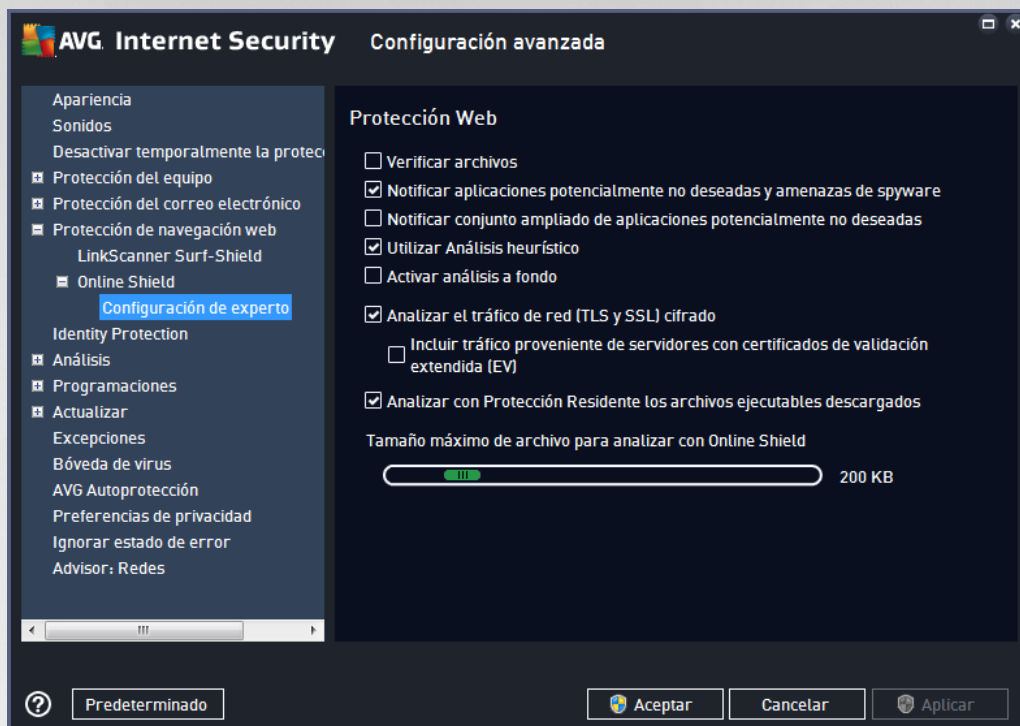 AVG. Internet Security
Configuración avanzada
Apariencia
Sonidos
Desactivar temporalmente la protec
Protección del equipo
Protección del correo electrónico
Protección de navegación web
LinkScanner Surf-Shield
Online Shield
Configuración de experto
Identity Protection
Análisis
Programaciones
Actualizar
Excepciones
Bóveda de virus
AVG Autoprotección
Preferencias de privacidad
Ignorar estado de error
Advisor: Redes
Protección Web
Verificar archivos
Notificar aplicaciones potencialmente no deseadas y amenazas de spyware
Notificar conjunto ampliado de aplicaciones potencialmente no deseadas
Utilizar Análisis heurístico
Activar análisis a fondo
Analizar el tráfico de red (TLS y SSL) cifrado
Incluir tráfico proveniente de servidores con certificados de validación
extendida (EV)
Analizar con Protección Residente los archivos ejecutables descargados
Tamaño máximo de archivo para analizar con Online Shield
200 KB
Predeterminado
Aceptar
Cancelar
Aplicar